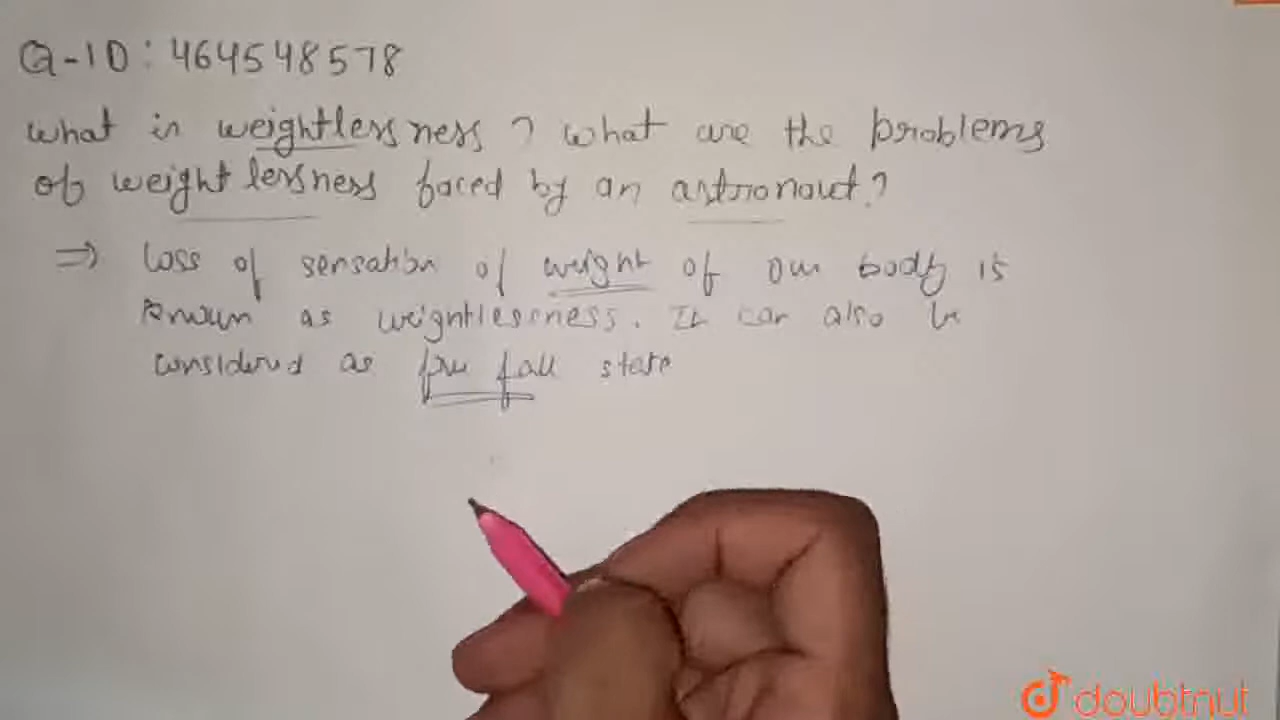 Q-ID: 464548578
What is weightlessness? What are the problems
of weightlessness faced by an astronaut?
⇒ Loss of sensation of weight of our body is
known as weightlessness. It can also be
considered as free fall state
doubtnut